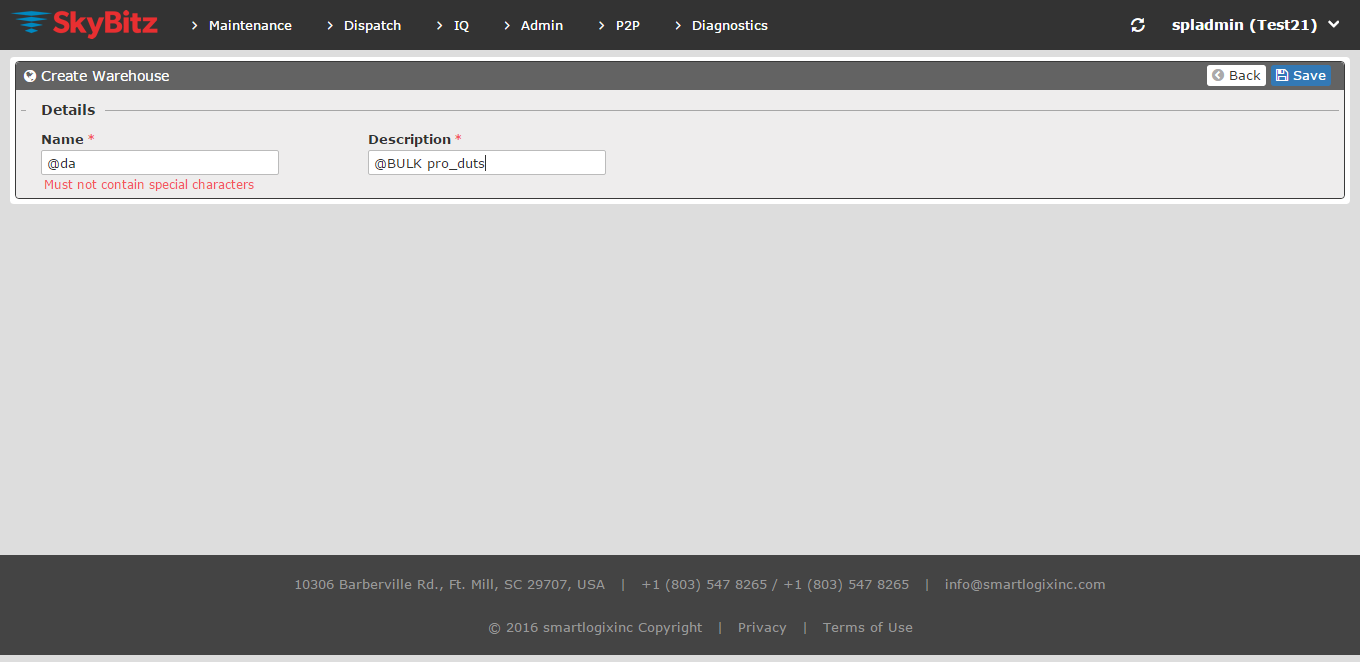 SkyBitz Maintenance Dispatch IQ Admin P2P Diagnostics spladmin (Test21)
Create Warehouse Back Save
Details
Name * Description *
@da @BULK pro_duts
Must not contain special characters
10306 Barberville Rd., Ft. Mill, SC 29707, USA | +1 (803) 547 8265 / +1 (803) 547 8265 | info@smartlogixinc.com
© 2016 smartlogixinc Copyright | Privacy | Terms of Use